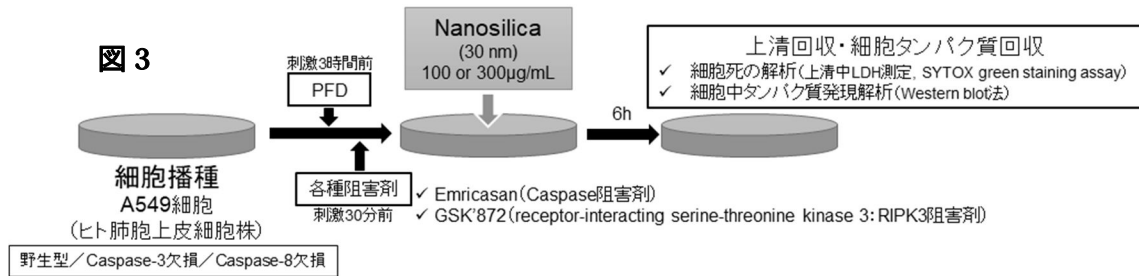 図3
刺激3時間前
PFD
Nanosilica
(30 nm)
100 or 300μg/mL
上清回収・細胞タンパク質回収
✓ 細胞死の解析(上清中LDH測定, SYTOX green staining assay)
✓ 細胞中タンパク質発現解析(Western blot法)
6h
細胞播種
A549細胞
(ヒト肺胞上皮細胞株)
野生型/Caspase-3欠損/Caspase-8欠損
各種阻害剤
刺激30分前
✓ Emricasan(Caspase阻害剤)
✓ GSK'872(receptor-interacting serine-threonine kinase 3:RIPK3阻害剤)